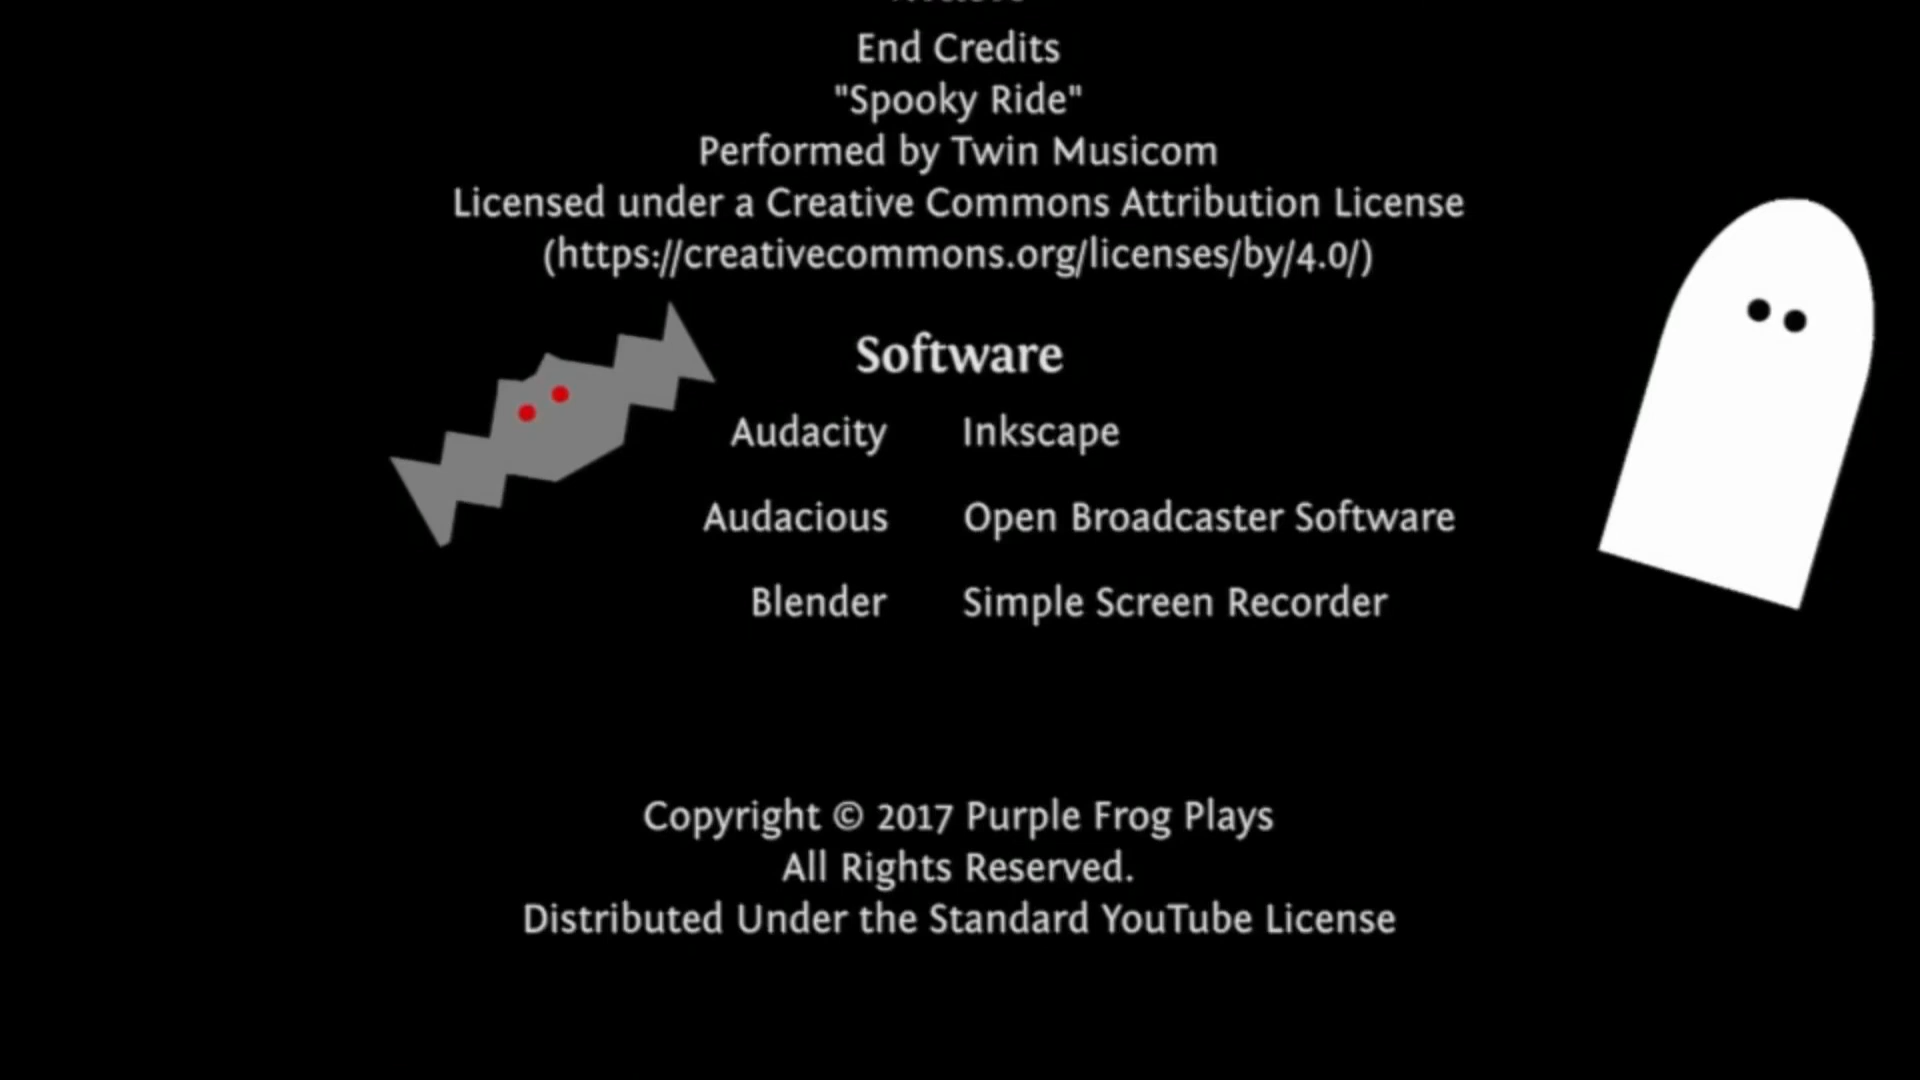 End Credits
"Spooky Ride"
Performed by Twin Musicom
Licensed under a Creative Commons Attribution License
(https://creativecommons.org/licenses/by/4.0/)
Software
Audacity Inkscape
Audacious Open Broadcaster Software
Blender Simple Screen Recorder
Copyright © 2017 Purple Frog Plays
All Rights Reserved.
Distributed Under the Standard YouTube License